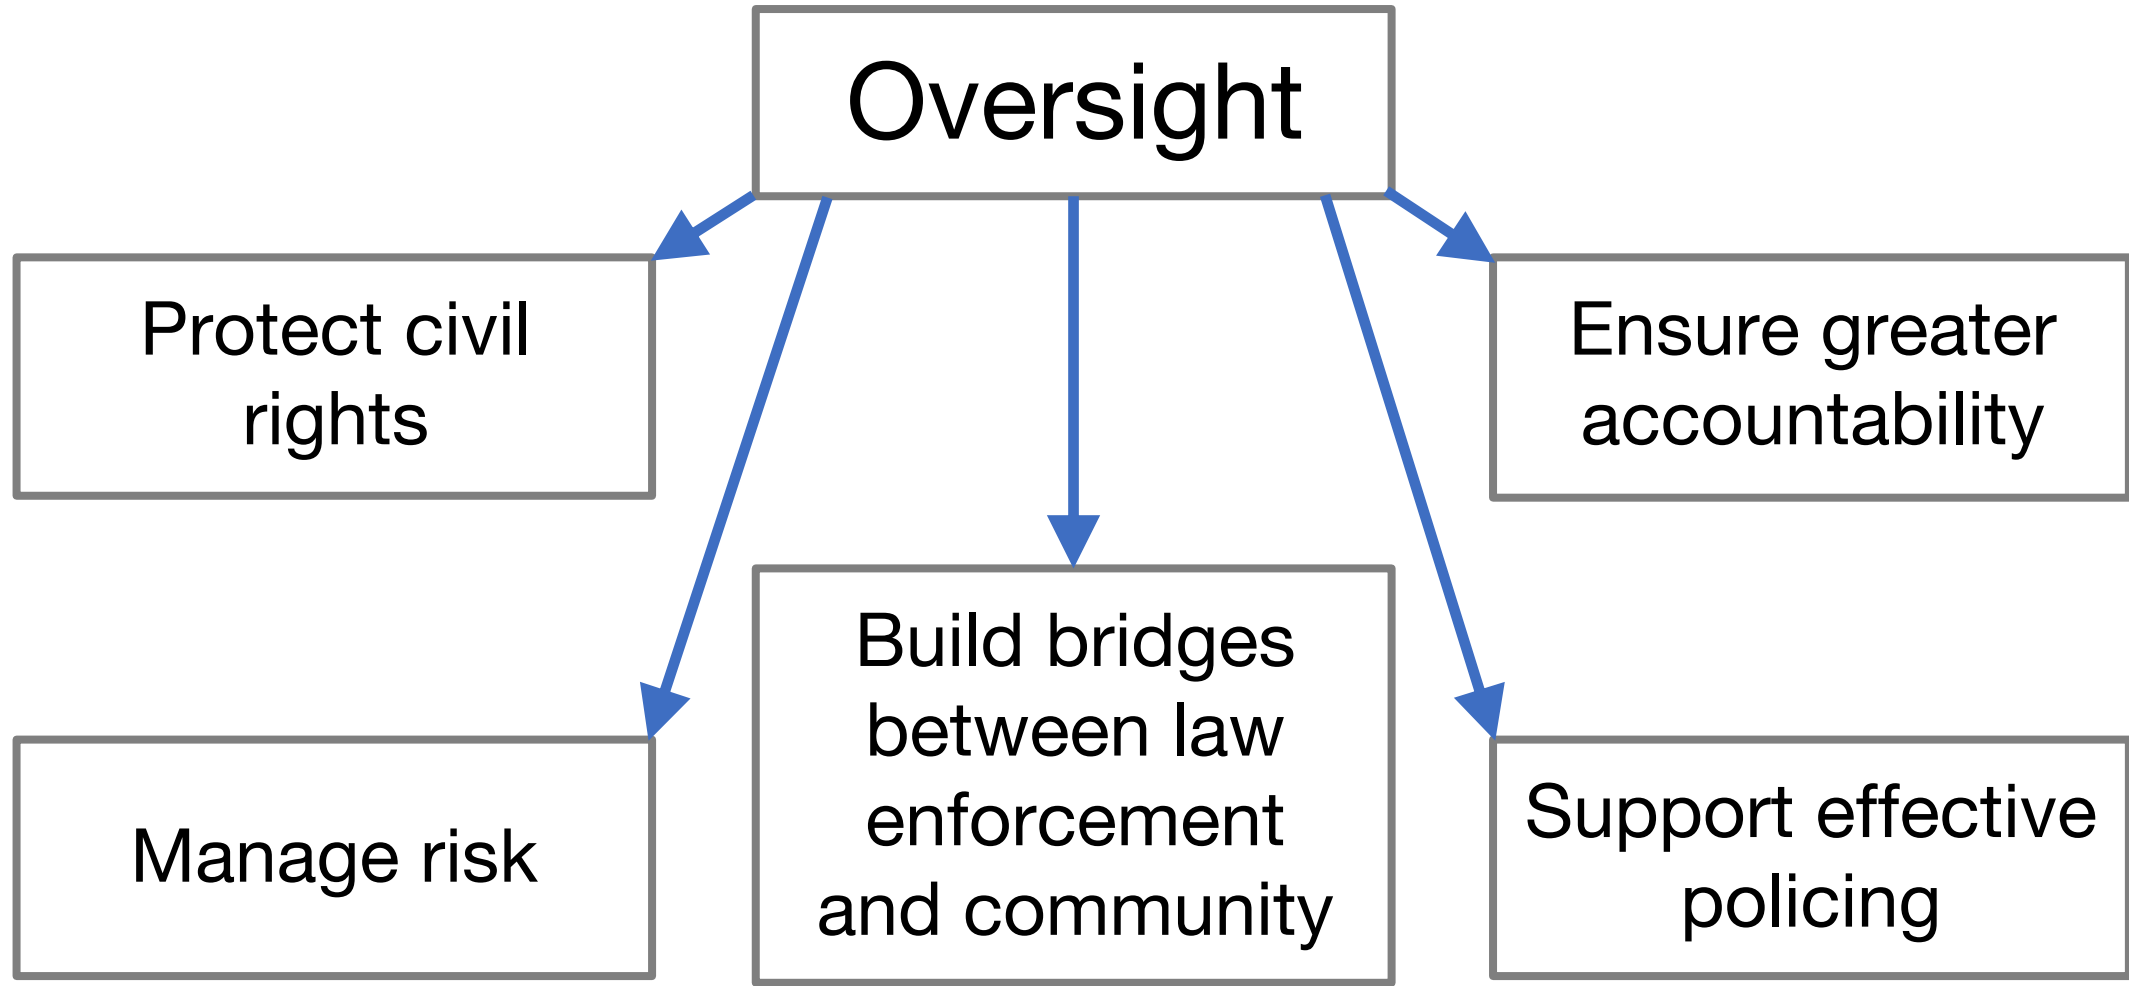 Oversight
Protect civil
rights
Ensure greater
accountability
Manage risk
Build bridges
between law
enforcement
and community
Support effective
policing